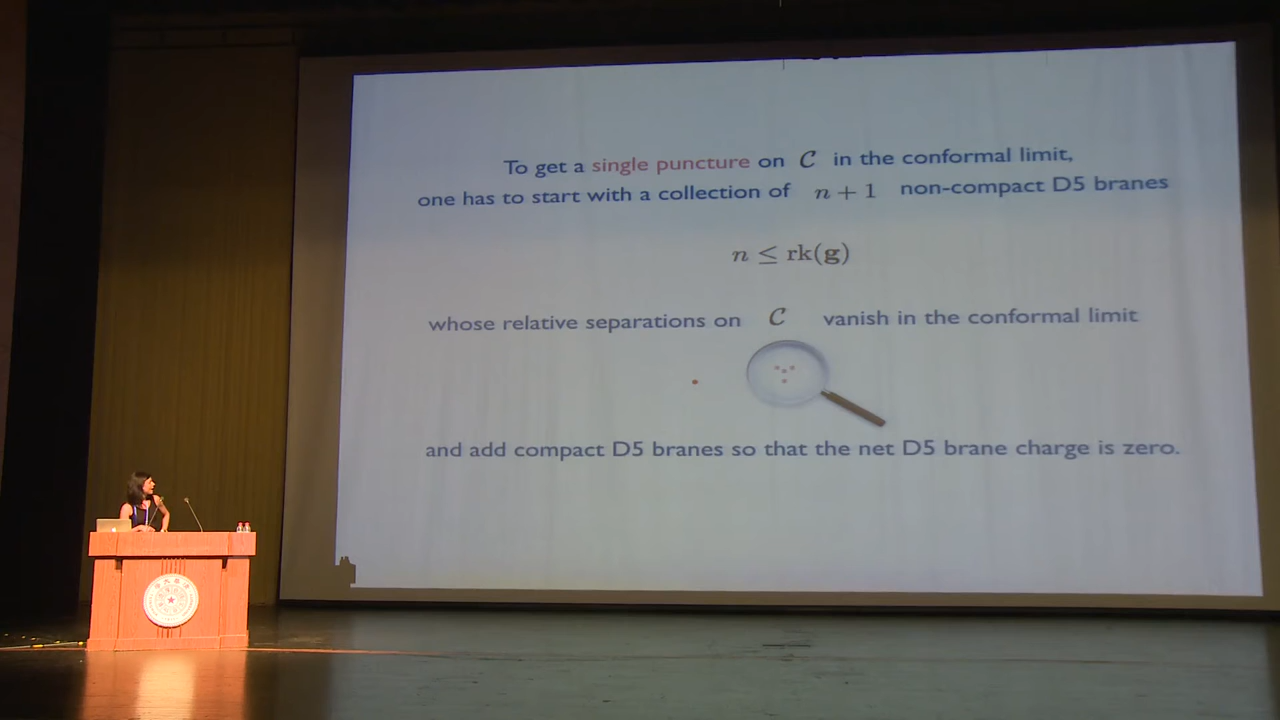 To get a single puncture on 𝒞 in the conformal limit,
one has to start with a collection of n + 1 non-compact D5 branes
n ≤ rk(g)
whose relative separations on 𝒞 vanish in the conformal limit
and add compact D5 branes so that the net D5 brane charge is zero.